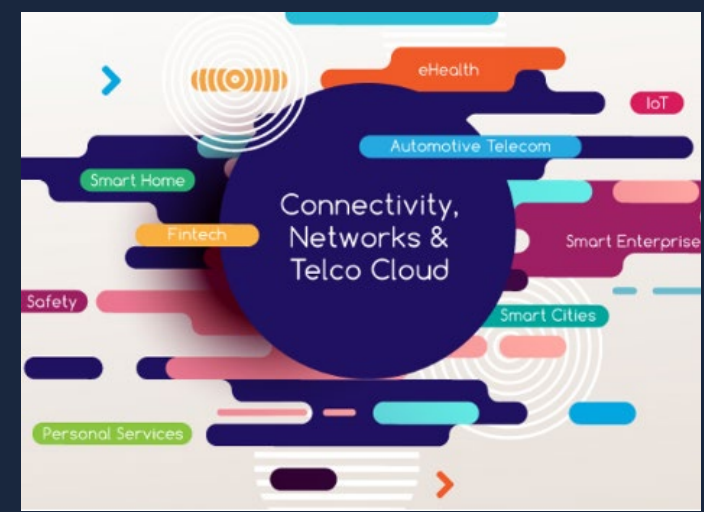 eHealth
IoT
Automotive Telecom
Smart Home
Connectivity,
Networks &
Telco Cloud
Fintech
Smart Enterprise
Safety
Smart Cities
Personal Services